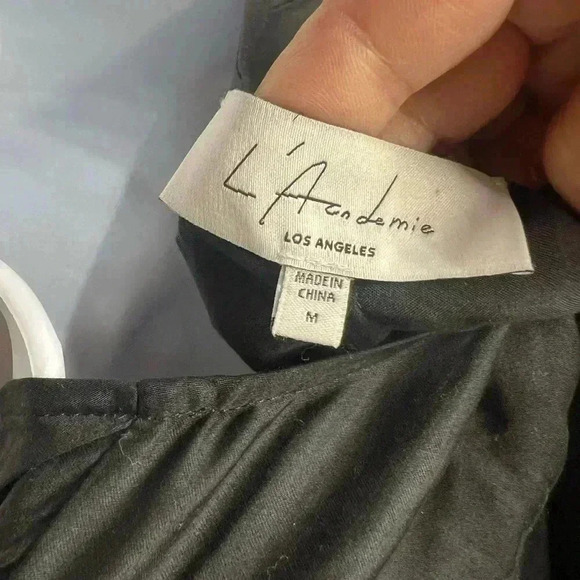 L'Academie
LOS ANGELES
MADE IN
CHINA
M